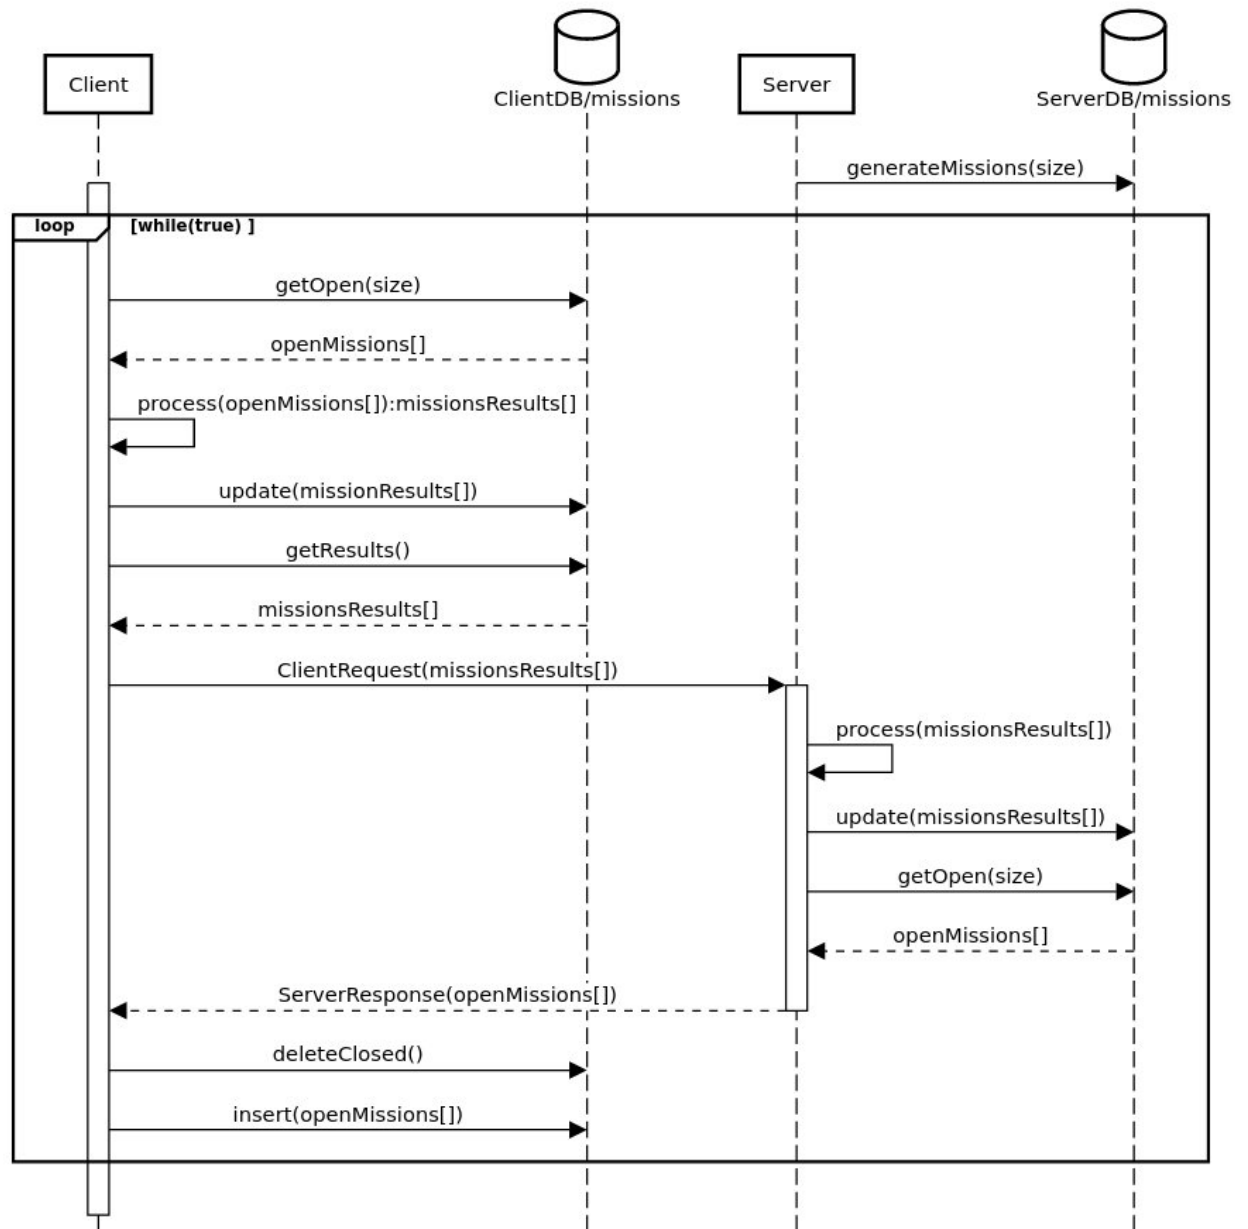 Client
ClientDB/missions
Server
ServerDB/missions
generateMissions(size)
loop
[while(true) ]
getOpen(size)
openMissions[]
process(openMissions[]):missionsResults[]
update(missionResults[])
getResults()
missionsResults[]
ClientRequest(missionsResults[])
process(missionsResults[])
update(missionsResults[])
getOpen(size)
openMissions[]
ServerResponse(openMissions[])
deleteClosed()
insert(openMissions[])